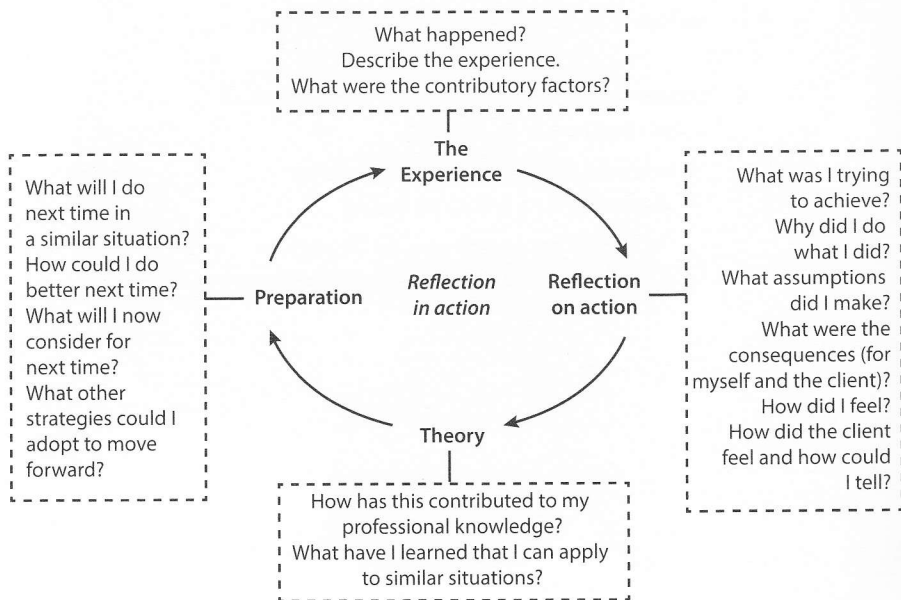 What happened?
Describe the experience.
What were the contributory factors?
The
Experience
What was I trying
to achieve?
Why did I do
what I did?
What assumptions
did I make?
What were the
consequences (for
myself and the client)?
How did I feel?
How did the client
feel and how could
I tell?
Reflection
on action
Reflection
in action
Preparation
What will I do
next time in
a similar situation?
How could I do
better next time?
What will I now
consider for
next time?
What other
strategies could I
adopt to move
forward?
Theory
How has this contributed to my
professional knowledge?
What have I learned that I can apply
to similar situations?